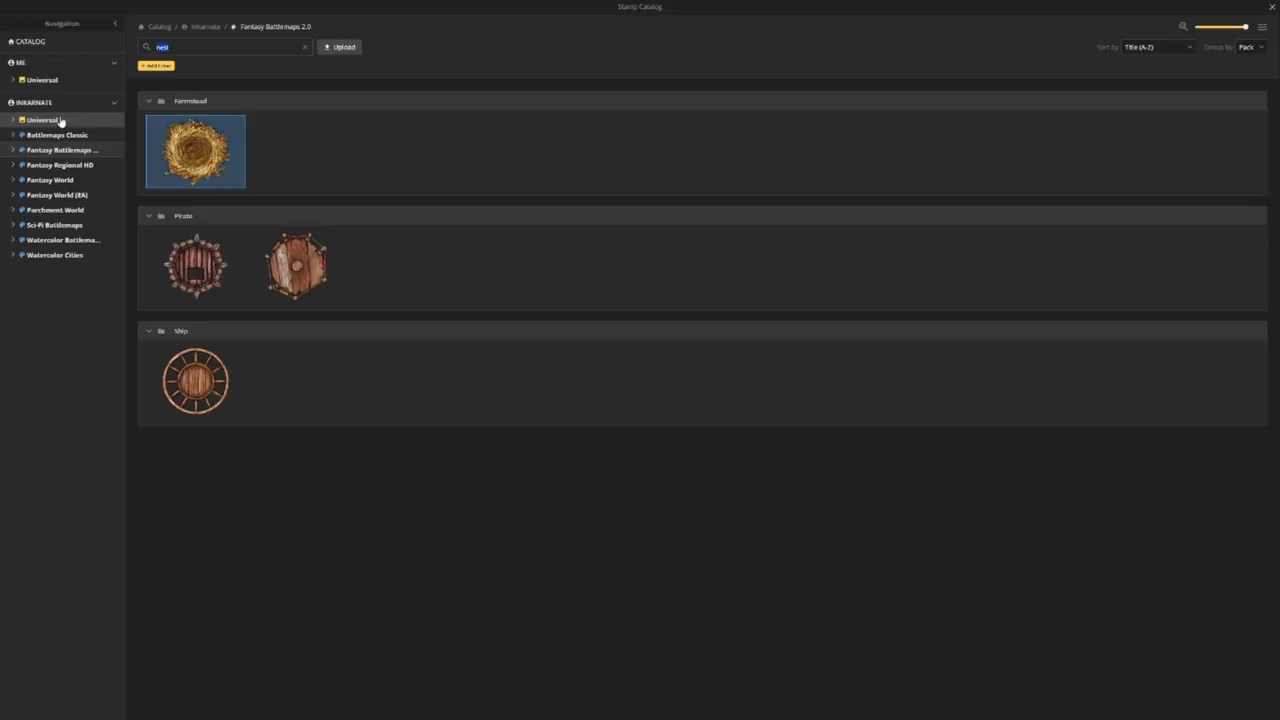 Stamp Catalog
Navigation
CATALOG
ME
Universal
INKARNATE
Universal
Battlemaps Classic
Fantasy Battlemaps ...
Fantasy Regional HD
Fantasy World
Fantasy World [EA]
Parchment World
Sci-Fi Battlemaps
Watercolor Battlema...
Watercolor Cities
Catalog / Inkarnate / Fantasy Battlemaps 2.0
nest
Upload
Sort by Title (A-Z)
Group by Pack
+ Add Filter
Farmstead
Pirate
Ship